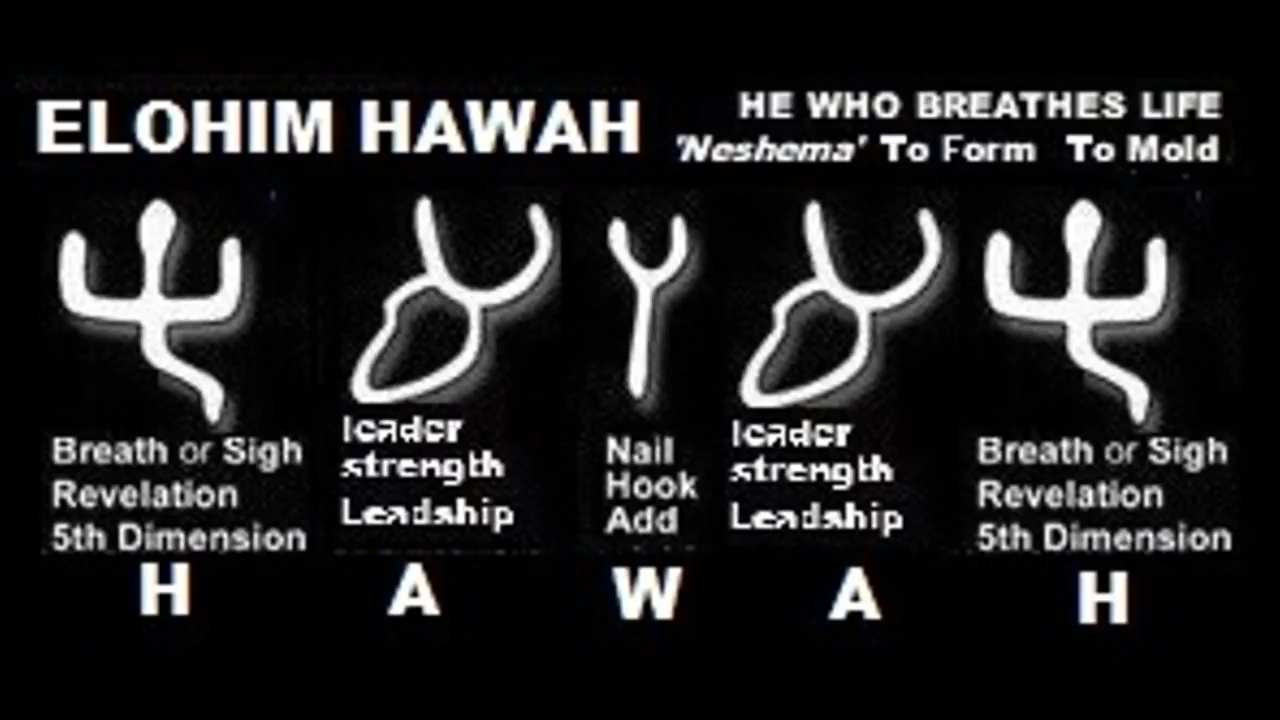 ELOHIM HAWAH
HE WHO BREATHES LIFE
'Neshema' To Form To Mold
Breath or Sigh
Revelation
5th Dimension
H
leader
strength
Leadship
A
Nail
Hook
Add
W
leader
strength
Leadship
A
Breath or Sigh
Revelation
5th Dimension
H